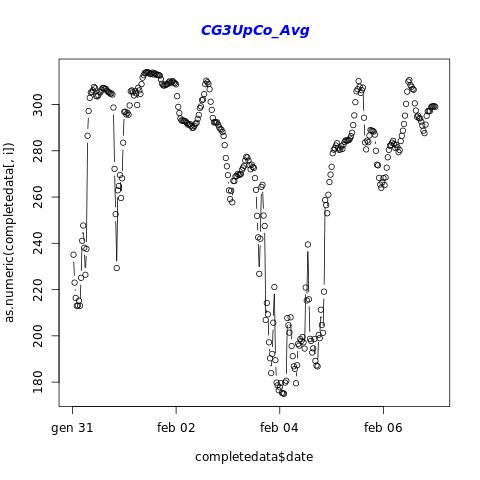 CG3UpCo_Avg
as.numeric(completedata[, i])
300
280
260
240
220
200
180
gen 31
feb 02
feb 04
feb 06
completedata$date